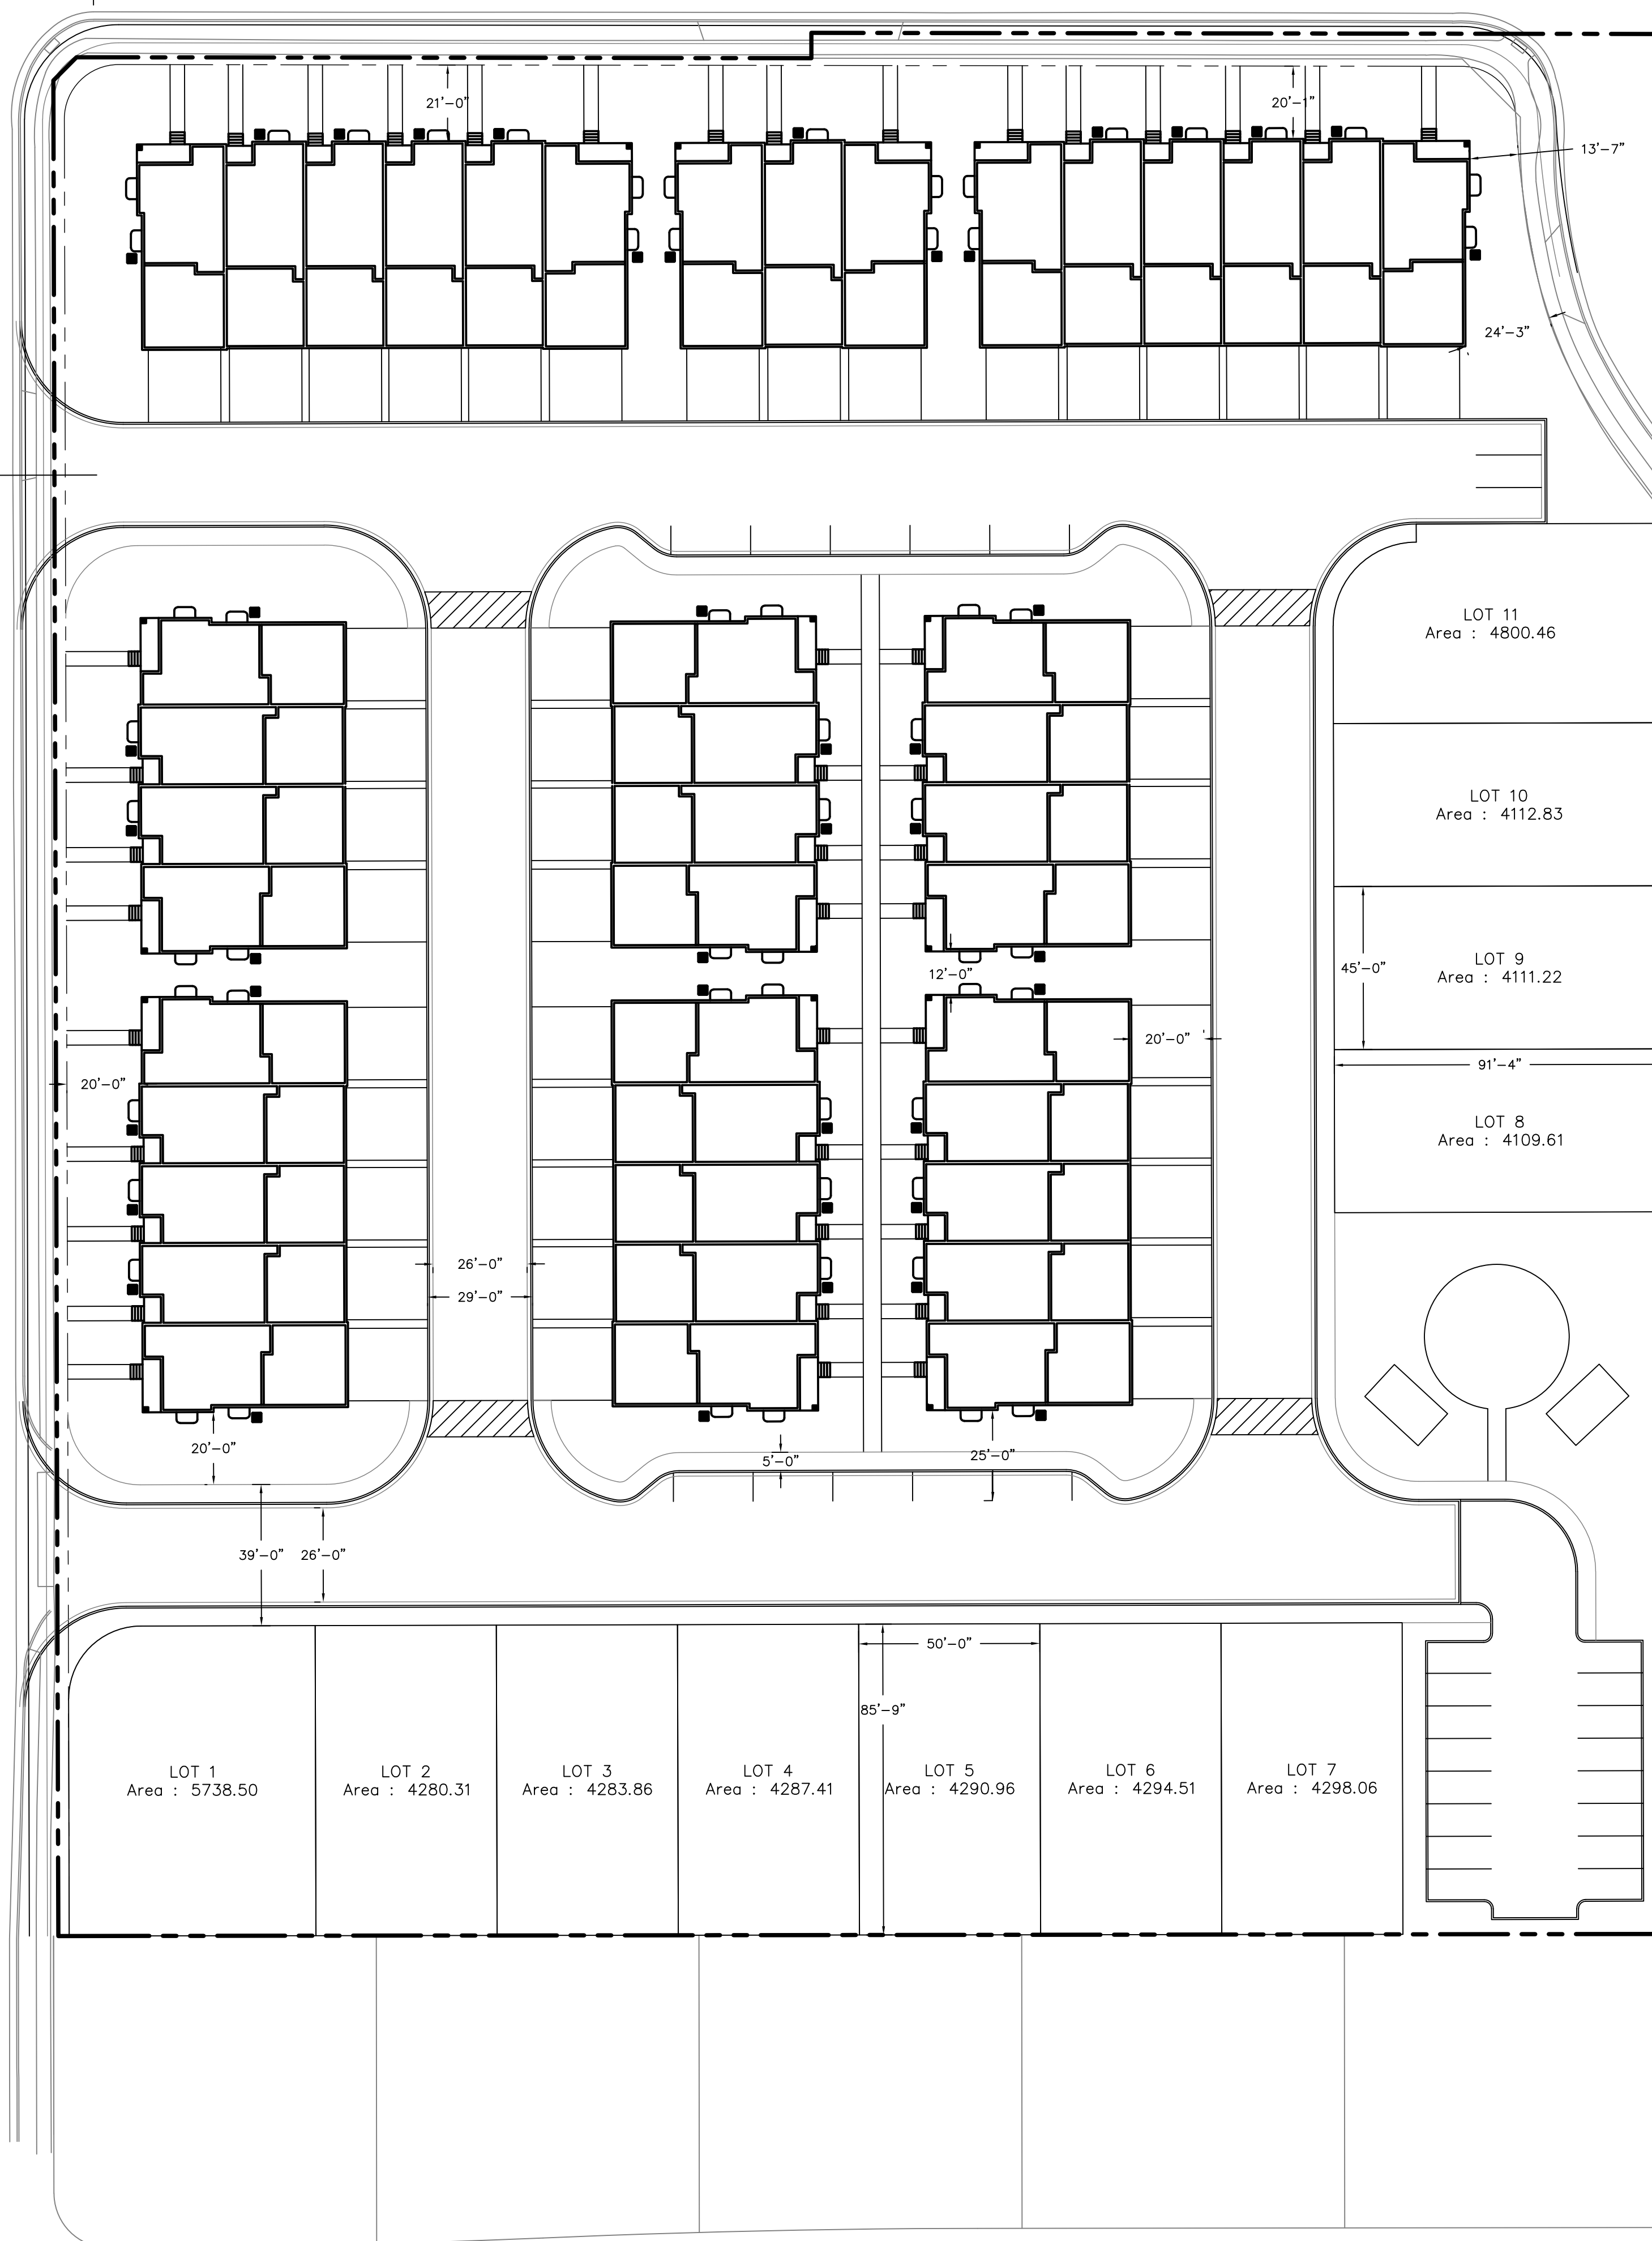 21'-0"
20'-1"
13'-7"
24'-3"
LOT 11
Area : 4800.46
LOT 10
Area : 4112.83
LOT 9
Area : 4111.22
45'-0"
12'-0"
20'-0"
91'-4"
20'-0"
LOT 8
Area : 4109.61
26'-0"
29'-0"
20'-0"
5'-0"
25'-0"
39'-0"
26'-0"
50'-0"
85'-9"
LOT 1
Area : 5738.50
LOT 2
Area : 4280.31
LOT 3
Area : 4283.86
LOT 4
Area : 4287.41
LOT 5
Area : 4290.96
LOT 6
Area : 4294.51
LOT 7
Area : 4298.06